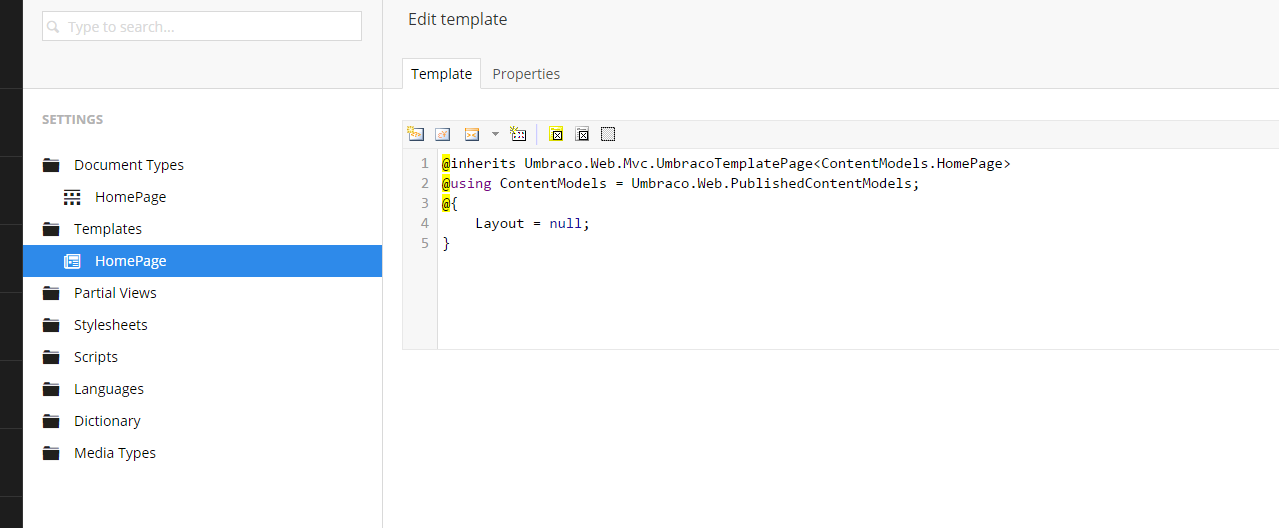 Type to search...
SETTINGS
Document Types
HomePage
Templates
HomePage
Partial Views
Stylesheets
Scripts
Languages
Dictionary
Media Types
Edit template
Template Properties
1 @inherits Umbraco.Web.Mvc.UmbracoTemplatePage<ContentModels.HomePage>
2 @using ContentModels = Umbraco.Web.PublishedContentModels;
3 @{
4     Layout = null;
5 }